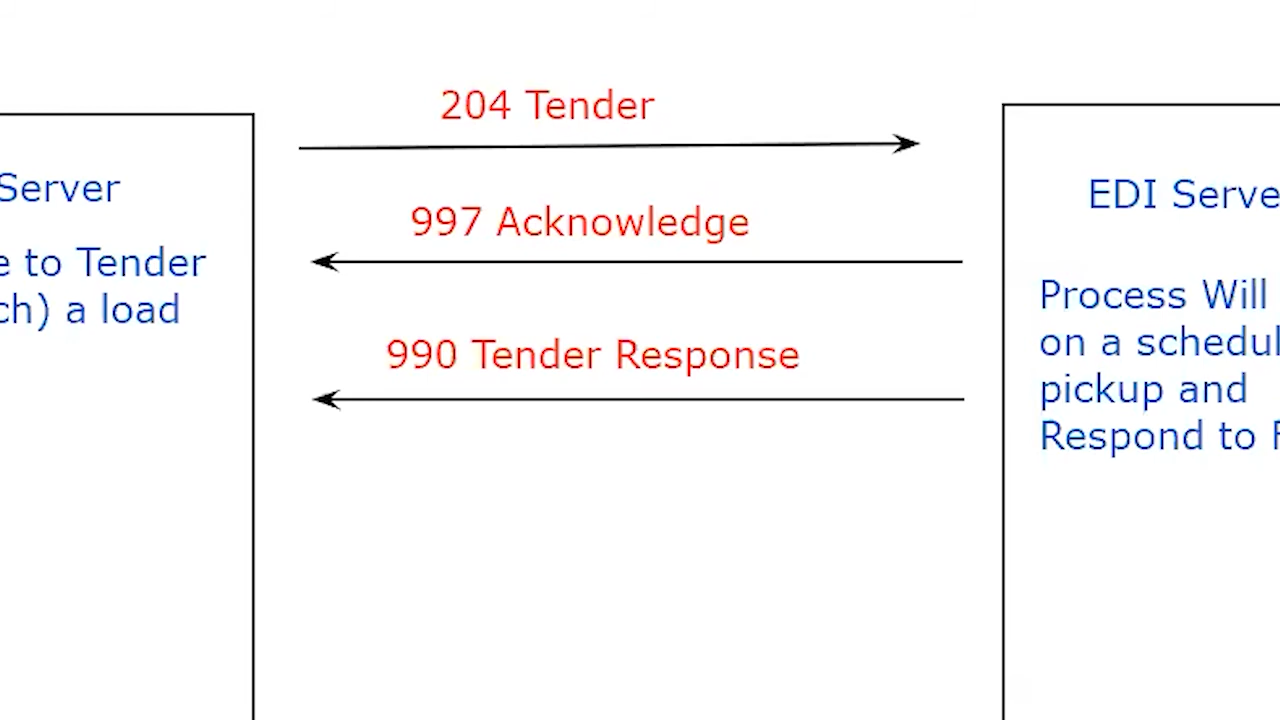 204 Tender
997 Acknowledge
990 Tender Response
Server
e to Tender
ch) a load
EDI Serve
Process Will
on a schedul
pickup and
Respond to